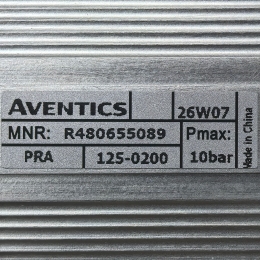 AVENTICS 26W07
MNR: R480655089 Pmax:
PRA 125-0200 10bar
Made in China